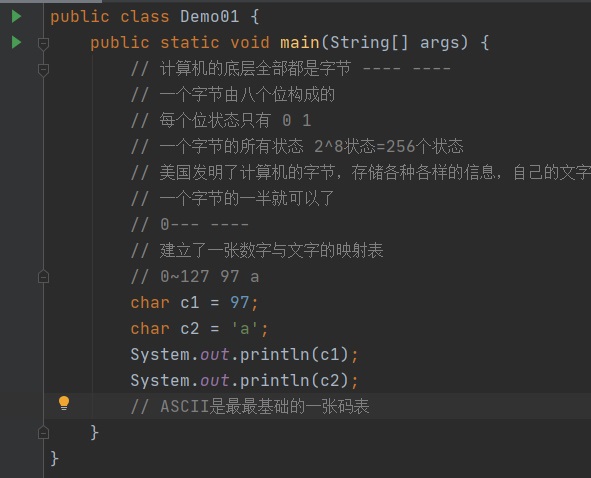 public class Demo01 {
public static void main(String[] args) {
// 计算机的底层全部都是字节 ---- ----
// 一个字节由八个位构成的
// 每个位状态只有 0 1
// 一个字节的所有状态 2^8状态=256个状态
// 美国发明了计算机的字节，存储各种各样的信息，自己的文字
// 一个字节的一半就可以了
// 0--- ----
// 建立了一张数字与文字的映射表
// 0~127 97 a
char c1 = 97;
char c2 = 'a';
System.out.println(c1);
System.out.println(c2);
// ASCII是最最基础的一张码表
}
}